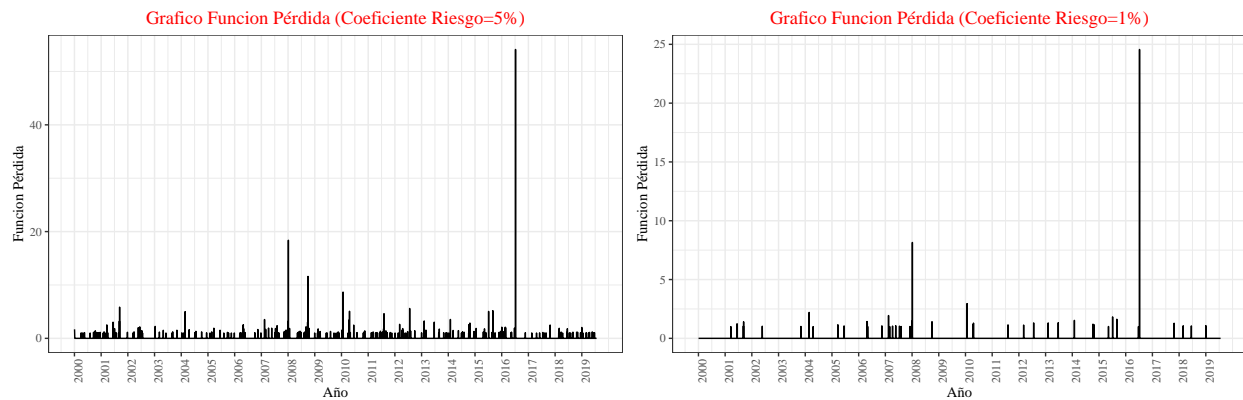 Grafico Funcion Pérdida (Coeficiente Riesgo=5%)
Funcion Pérdida
40
20
0
2000 2001 2002 2003 2004 2005 2006 2007 2008 2009 2010 2011 2012 2013 2014 2015 2016 2017 2018 2019
Año
Grafico Funcion Pérdida (Coeficiente Riesgo=1%)
Funcion Pérdida
25
20
15
10
5
0
2000 2001 2002 2003 2004 2005 2006 2007 2008 2009 2010 2011 2012 2013 2014 2015 2016 2017 2018 2019
Año